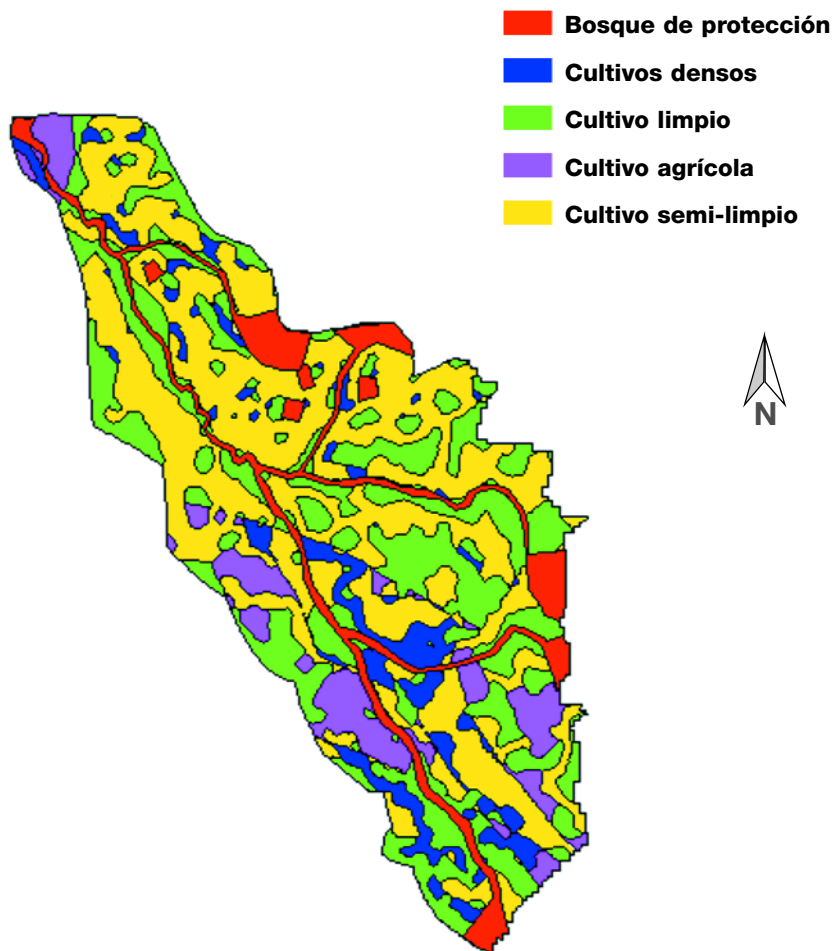 Bosque de protección
Cultivos densos
Cultivo limpio
Cultivo agrícola
Cultivo semi-limpio
N